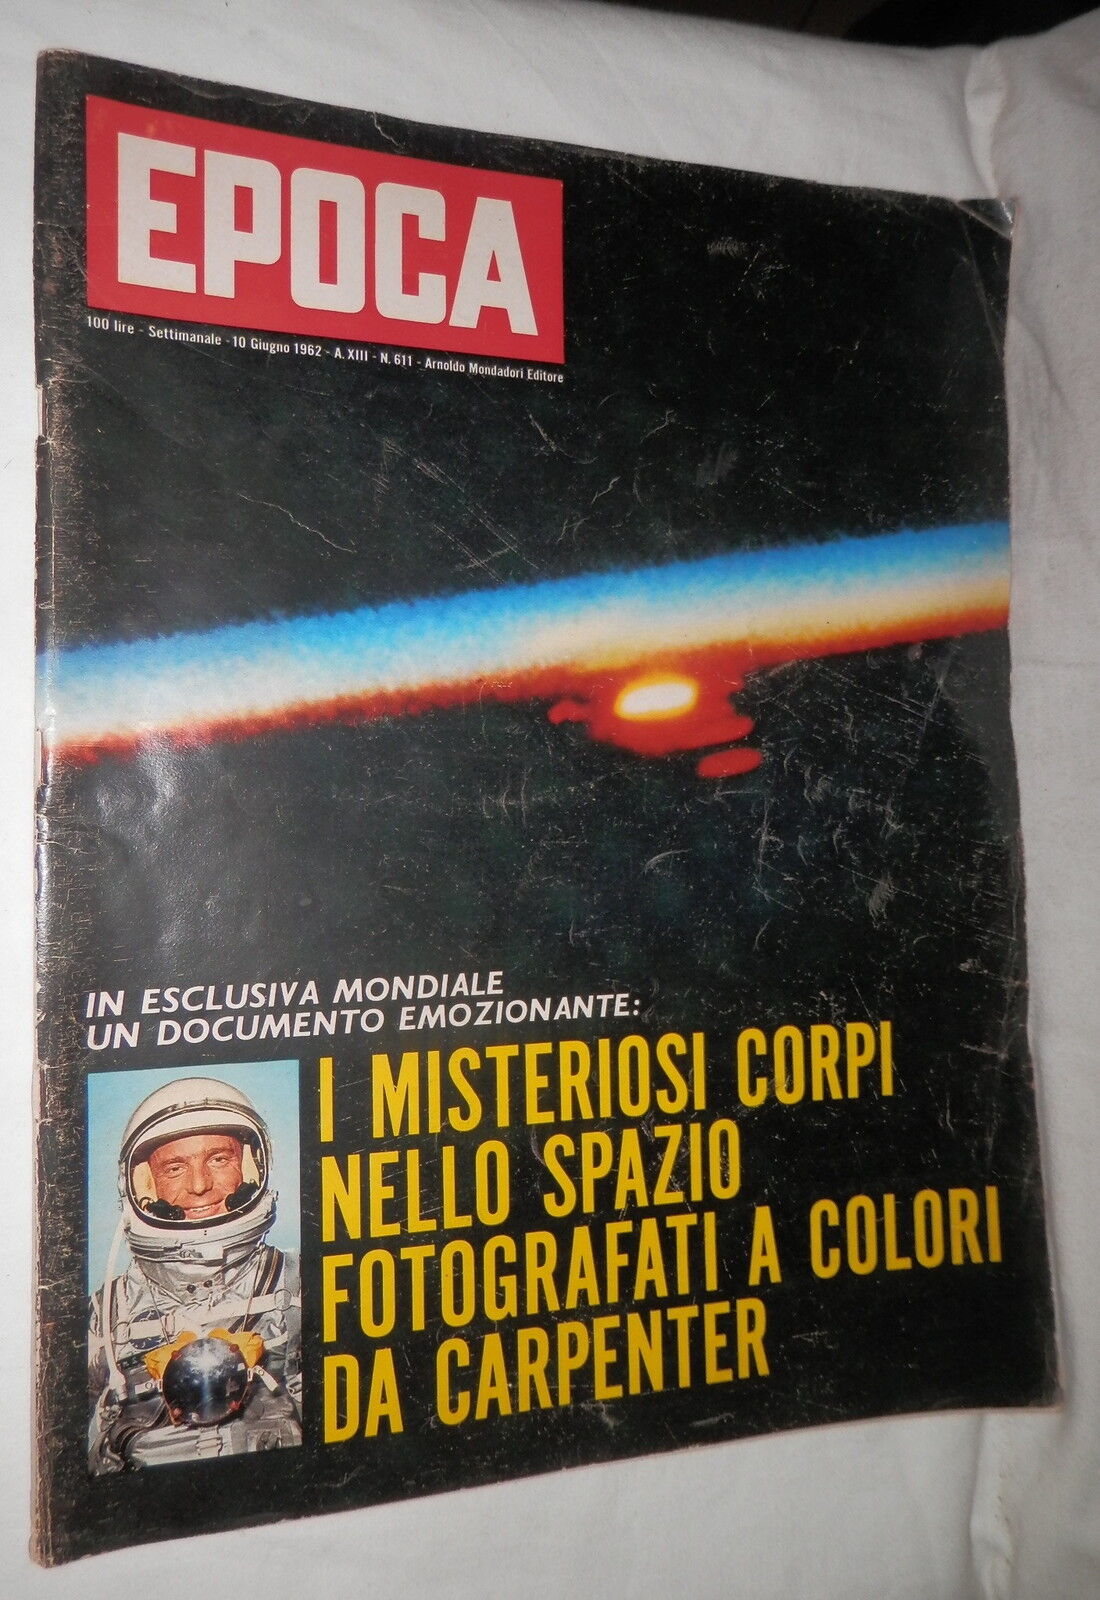 EPOCA
100 lire - Settimanale - 10 Giugno 1962 - A. XIII - N. 611 - Arnoldo Mondadori Editore
IN ESCLUSIVA MONDIALE
UN DOCUMENTO EMOZIONANTE:
I MISTERIOSI CORPI
NELLO SPAZIO
FOTOGRAFATI A COLORI
DA CARPENTER